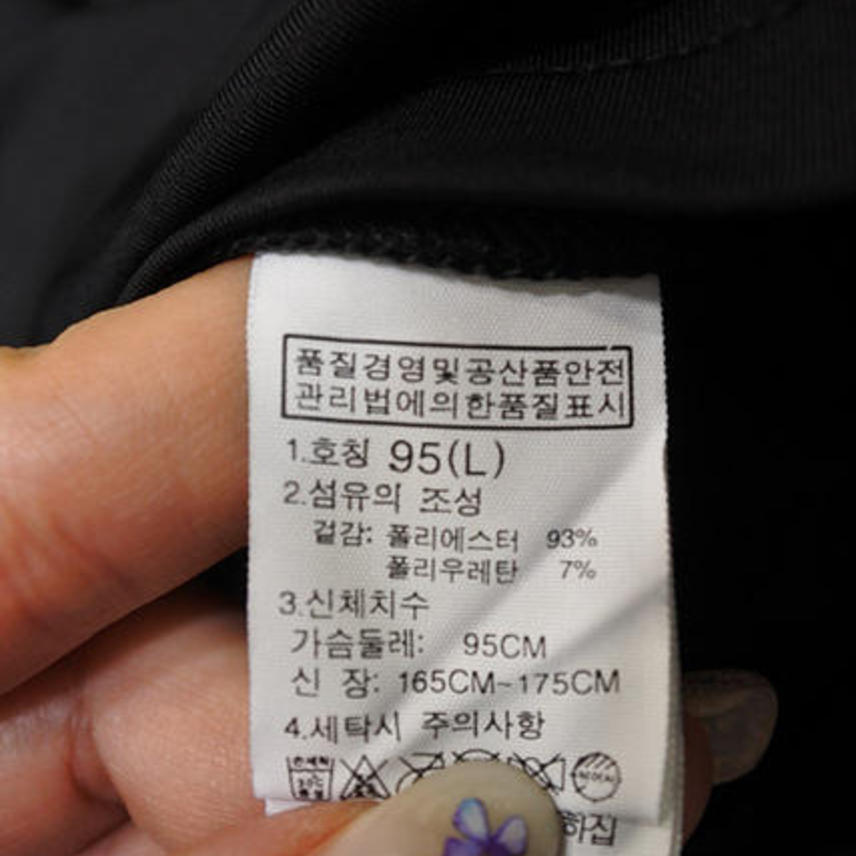 품질경영및공산품안전
관리법에의한품질표시
1.호칭 95(L)
2.섬유의 조성
겉감: 폴리에스터 93%
폴리우레탄 7%
3.신체치수
가슴둘레: 95CM
신 장: 165CM~175CM
4.세탁시 주의사항